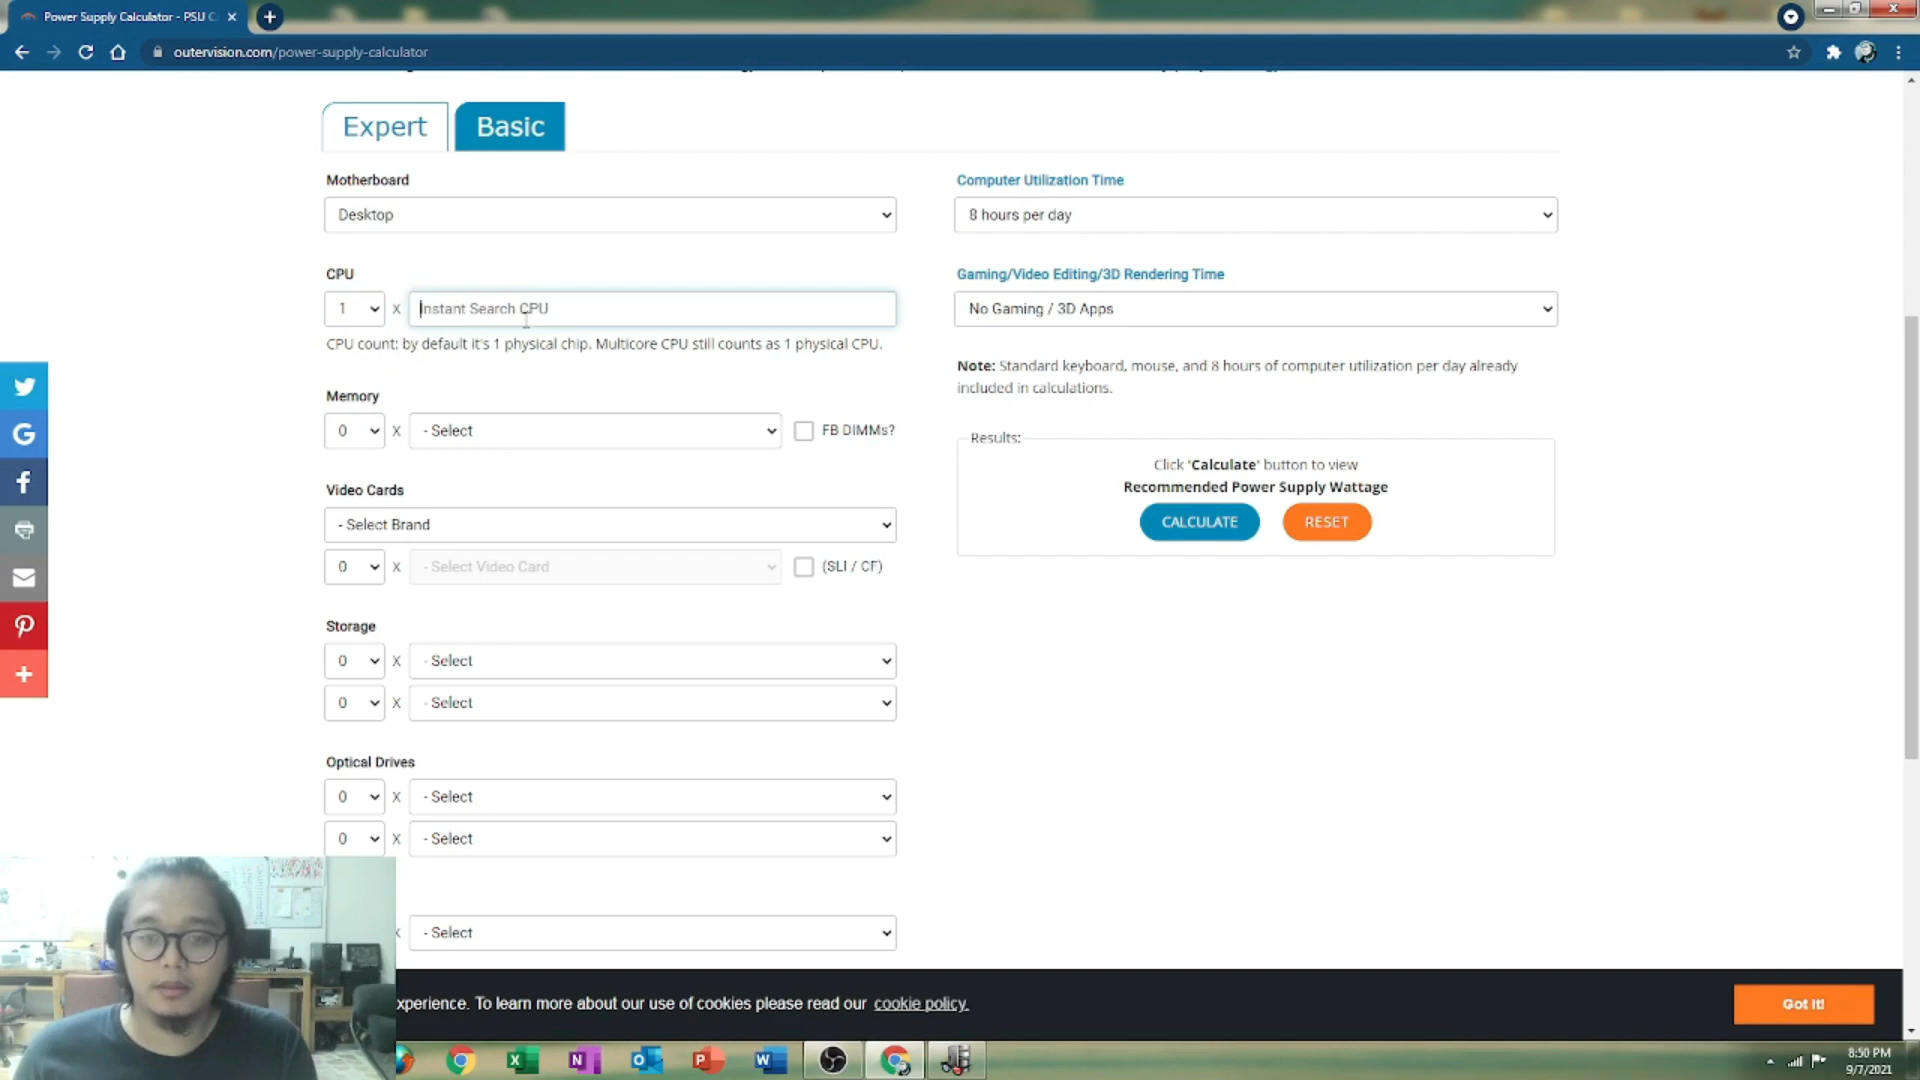 Power Supply Calculator - PSU C
outervision.com/power-supply-calculator
Expert
Basic
Motherboard
Desktop
CPU
1
X
Instant Search CPU
CPU count: by default it's 1 physical chip. Multicore CPU still counts as 1 physical CPU.
Memory
0
X
- Select
FB DIMMs?
Video Cards
- Select Brand
0
X
- Select Video Card
(SLI / CF)
Storage
0
X
- Select
0
X
- Select
Optical Drives
0
X
- Select
0
X
- Select
- Select
Computer Utilization Time
8 hours per day
Gaming/Video Editing/3D Rendering Time
No Gaming / 3D Apps
Note: Standard keyboard, mouse, and 8 hours of computer utilization per day already
included in calculations.
Results:
Click "Calculate" button to view
Recommended Power Supply Wattage
CALCULATE
RESET
xperience. To learn more about our use of cookies please read our cookie policy.
Got it!
8:50 PM
9/7/2021